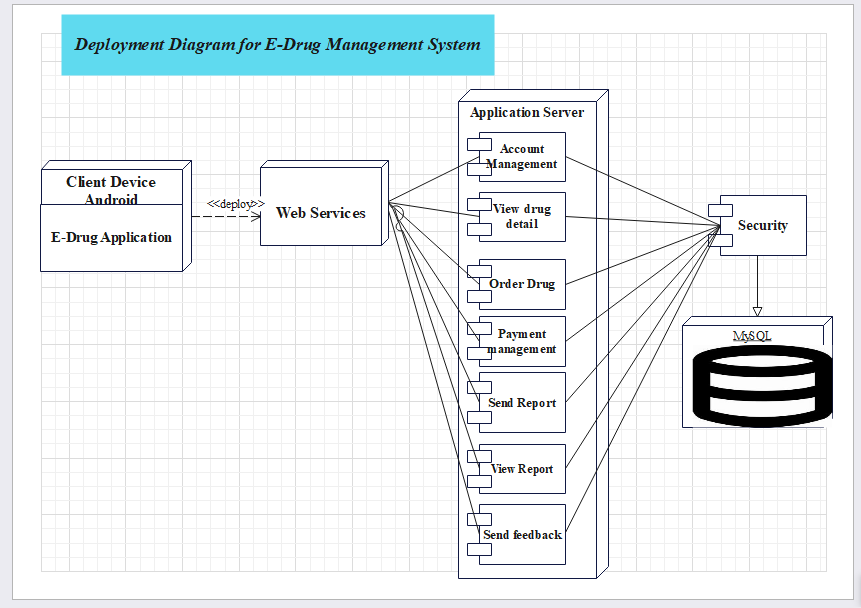 Deployment Diagram for E-Drug Management System
Application Server
Client Device
Android
E-Drug Application
<<deploy>>
Web Services
Account
Management
View drug
detail
Order Drug
Payment
management
Send Report
View Report
Send feedback
Security
MySQL